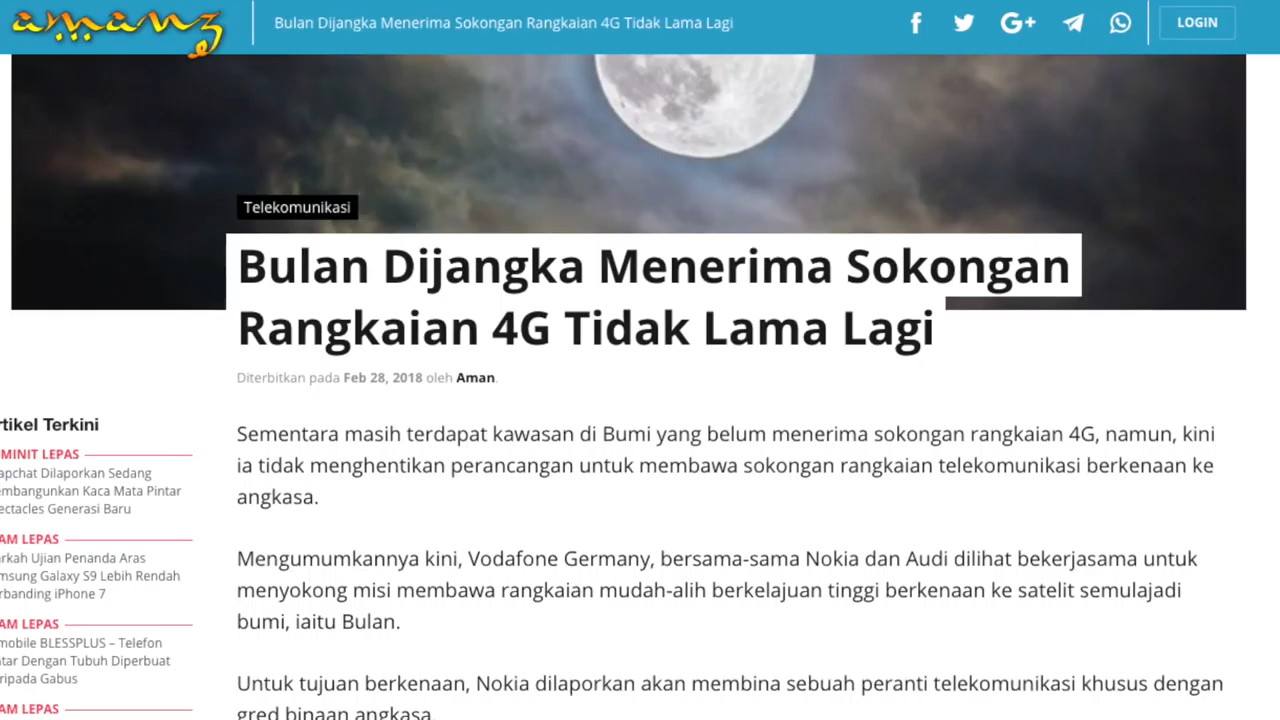 amanz
Bulan Dijangka Menerima Sokongan Rangkaian 4G Tidak Lama Lagi
LOGIN
Telekomunikasi
Bulan Dijangka Menerima Sokongan
Rangkaian 4G Tidak Lama Lagi
Diterbitkan pada Feb 28, 2018 oleh Aman.
Sementara masih terdapat kawasan di Bumi yang belum menerima sokongan rangkaian 4G, namun, kini
ia tidak menghentikan perancangan untuk membawa sokongan rangkaian telekomunikasi berkenaan ke
angkasa.
Mengumumkannya kini, Vodafone Germany, bersama-sama Nokia dan Audi dilihat bekerjasama untuk
menyokong misi membawa rangkaian mudah-alih berkelajuan tinggi berkenaan ke satelit semulajadi
bumi, iaitu Bulan.
Untuk tujuan berkenaan, Nokia dilaporkan akan membina sebuah peranti telekomunikasi khusus dengan
gred binaan angkasa.
rtikel Terkini
MINIT LEPAS
apchat Dilaporkan Sedang
embangunkan Kaca Mata Pintar
ectacles Generasi Baru
AM LEPAS
arkah Ujian Penanda Aras
msung Galaxy S9 Lebih Rendah
rbanding iPhone 7
AM LEPAS
mobile BLESSPLUS – Telefon
ntar Dengan Tubuh Diperbuat
ripada Gabus
AM LEPAS